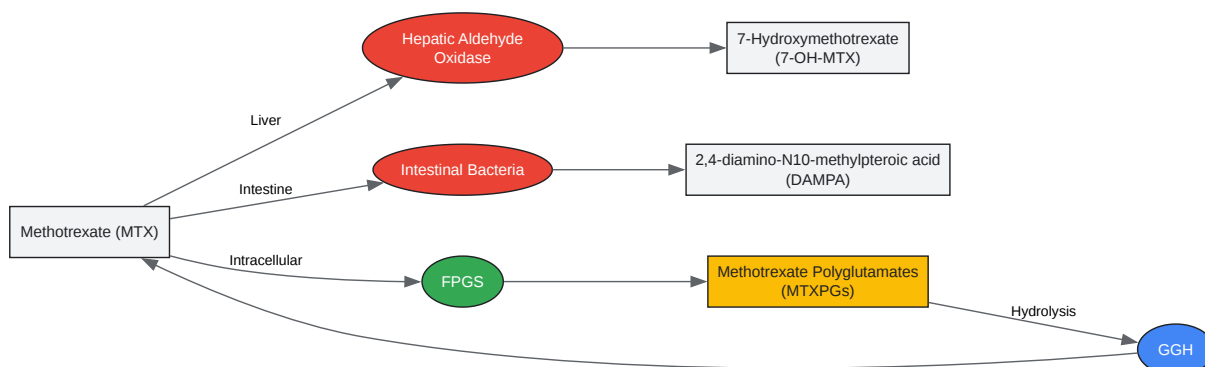 Hepatic Aldehyde
Oxidase
7-Hydroxymethotrexate
(7-OH-MTX)
Liver
Intestinal Bacteria
2,4-diamino-N10-methylpteroic acid
(DAMPA)
Intestine
Methotrexate (MTX)
Intracellular
FPGS
Methotrexate Polyglutamates
(MTXPGs)
Hydrolysis
GGH